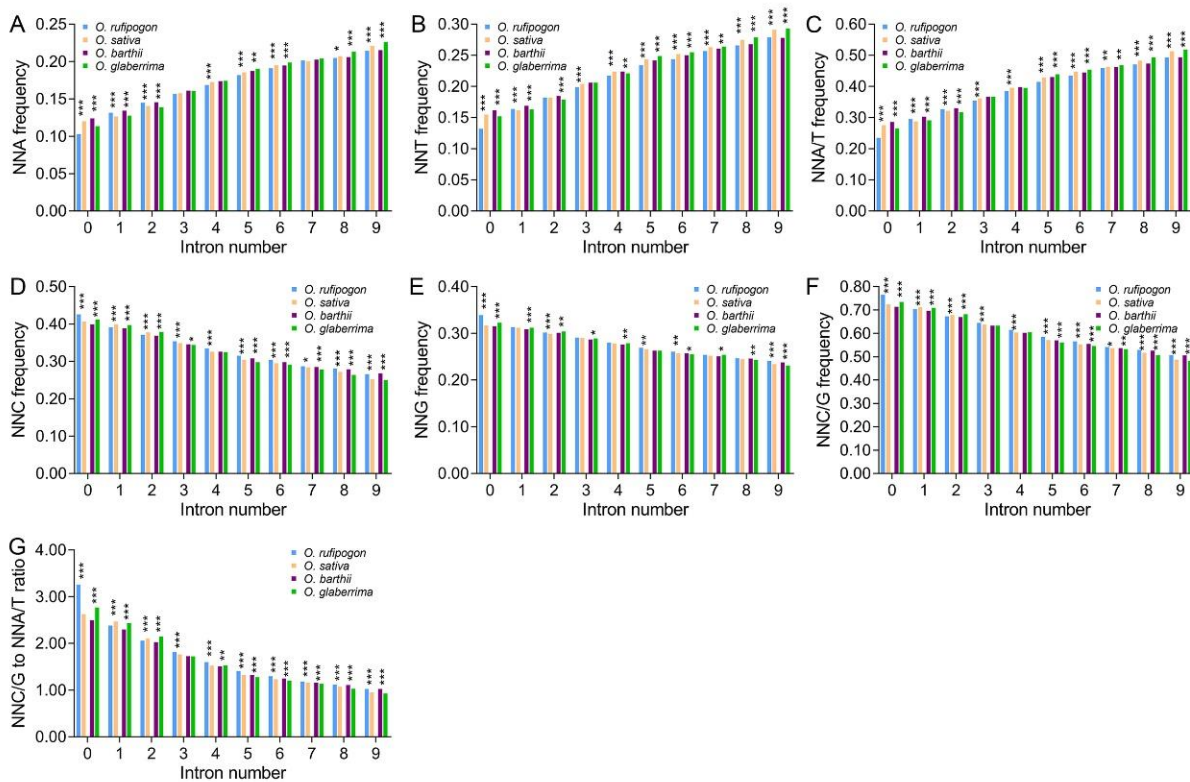 A
O. rufipogon
O. sativa
O. barthii
O. glaberrima
NNA frequency
0.25
0.20
0.15
0.10
0.05
0.00
0 1 2 3 4 5 6 7 8 9
Intron number
B
O. rufipogon
O. sativa
O. barthii
O. glaberrima
NNT frequency
0.30
0.25
0.20
0.15
0.10
0.05
0.00
0 1 2 3 4 5 6 7 8 9
Intron number
C
O. rufipogon
O. sativa
O. barthii
O. glaberrima
NNA/T frequency
0.60
0.50
0.40
0.30
0.20
0.10
0.00
0 1 2 3 4 5 6 7 8 9
Intron number
D
O. rufipogon
O. sativa
O. barthii
O. glaberrima
NNC frequency
0.50
0.40
0.30
0.20
0.10
0.00
0 1 2 3 4 5 6 7 8 9
Intron number
E
O. rufipogon
O. sativa
O. barthii
O. glaberrima
NNG frequency
0.40
0.30
0.20
0.10
0.00
0 1 2 3 4 5 6 7 8 9
Intron number
F
O. rufipogon
O. sativa
O. barthii
O. glaberrima
NNC/G frequency
0.80
0.70
0.60
0.50
0.40
0.30
0.20
0.10
0.00
0 1 2 3 4 5 6 7 8 9
Intron number
G
O. rufipogon
O. sativa
O. barthii
O. glaberrima
NNC/G to NNA/T ratio
4.00
3.00
2.00
1.00
0.00
0 1 2 3 4 5 6 7 8 9
Intron number